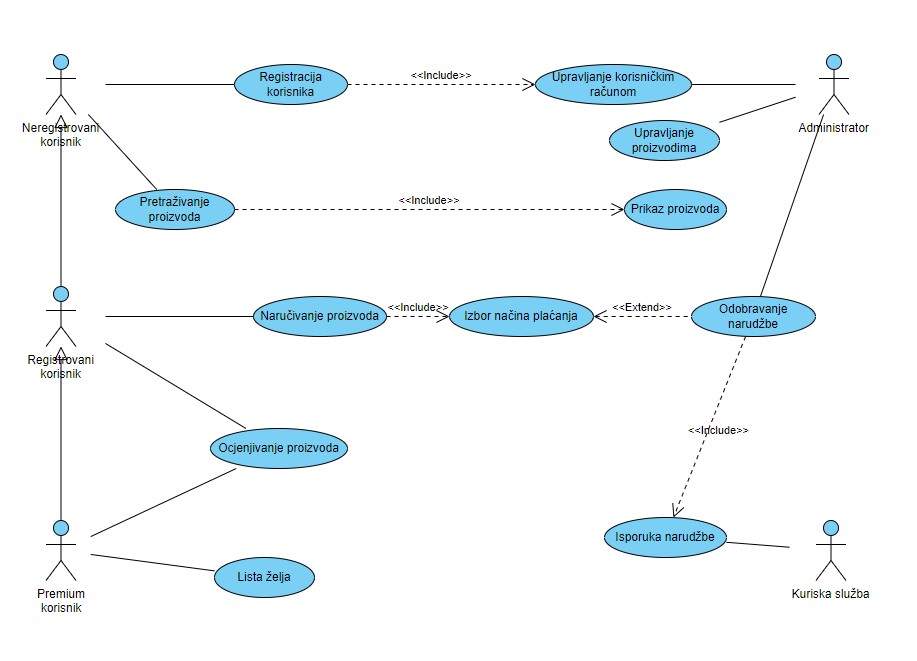 Registracija
korisnika
<<Include>>
Upravljanje korisničkim
računom
Neregistrovani
korisnik
Upravljanje
proizvodima
Administrator
Pretraživanje
proizvoda
<<Include>>
Prikaz proizvoda
Naručivanje proizvoda
<<Include>>
Izbor načina plaćanja
<<Extend>>
Odobravanje
narudžbe
Registrovani
korisnik
Ocjenjivanje proizvoda
<<Include>>
Isporuka narudžbe
Lista želja
Premium
korisnik
Kuriska služba